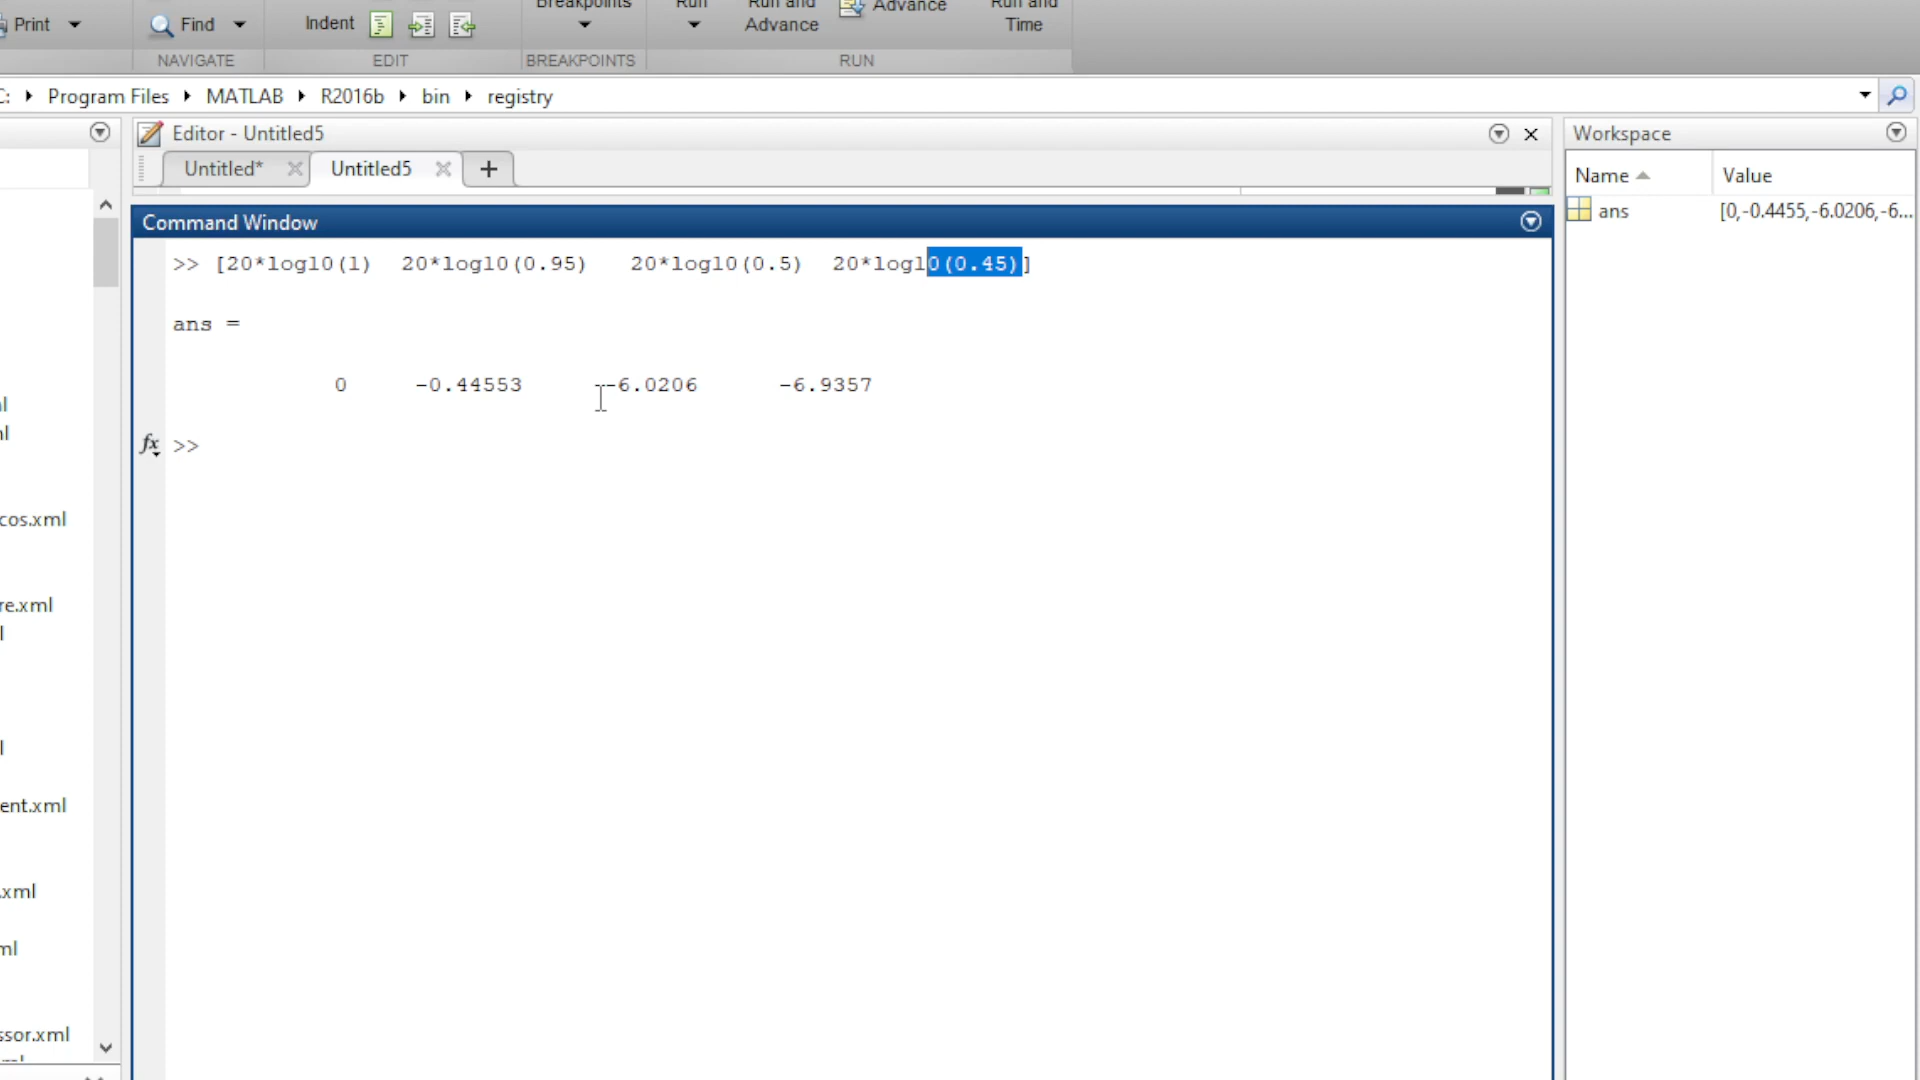 Breakpoints Run Run and Advance Run and
Print Find Indent Advance Time
NAVIGATE EDIT BREAKPOINTS RUN
C: Program Files MATLAB R2016b bin registry
Editor - Untitled5
Untitled* Untitled5 +
Workspace
Name Value
ans [0,-0.4455,-6.0206,-6...
Command Window
>> [20*log10(1) 20*log10(0.95) 20*log10(0.5) 20*log10(0.45)]
ans =
0 -0.44553 -6.0206 -6.9357
fx >>
cos.xml
re.xml
ent.xml
.xml
ml
ssor.xml